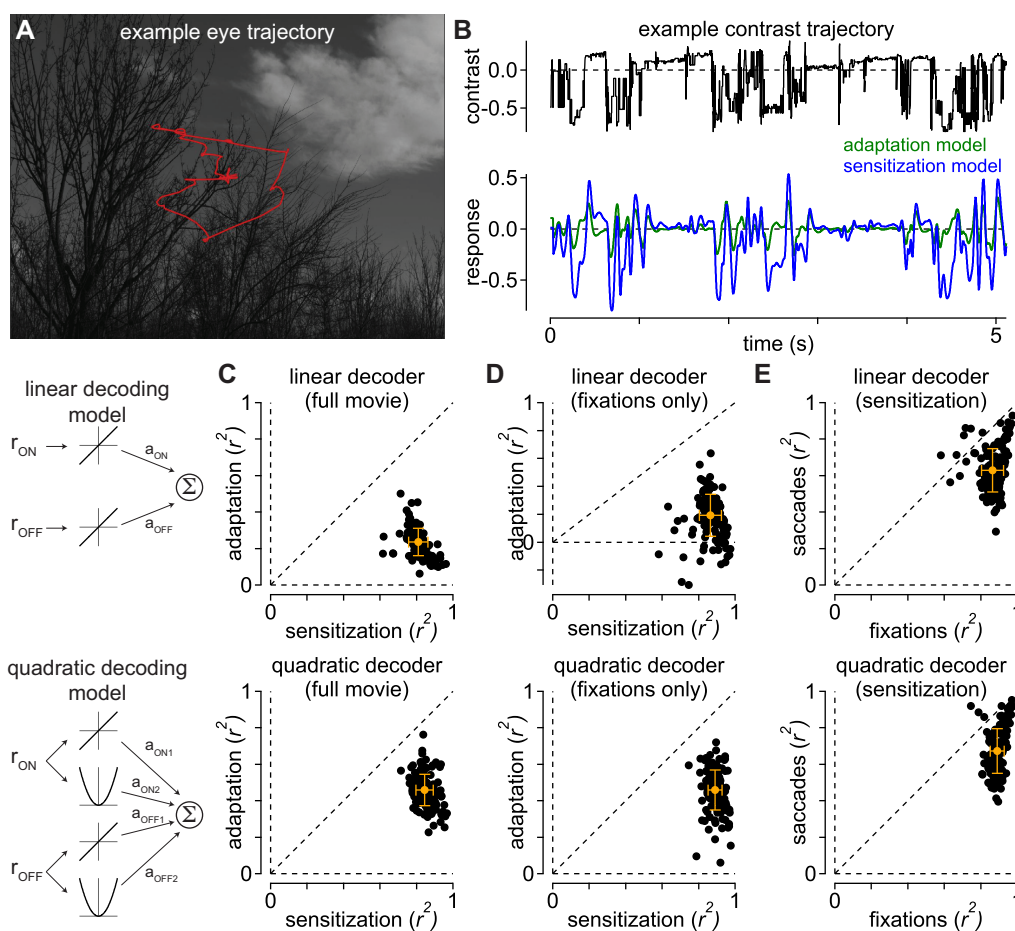 A
example eye trajectory
B
example contrast trajectory
contrast
0.0
-0.5
adaptation model
sensitization model
response
0.5
0.0
-0.5
0
5
time (s)
linear decoding
model
r_ON
a_ON
Σ
r_OFF
a_OFF
C
linear decoder
(full movie)
adaptation (r²)
1
0
0
1
sensitization (r²)
D
linear decoder
(fixations only)
adaptation (r²)
1
0
0
1
sensitization (r²)
E
linear decoder
(sensitization)
saccades (r²)
1
0
0
1
fixations (r²)
quadratic decoding
model
r_ON
a_ON1
a_ON2
Σ
a_OFF1
r_OFF
a_OFF2
quadratic decoder
(full movie)
adaptation (r²)
1
0
0
1
sensitization (r²)
quadratic decoder
(fixations only)
adaptation (r²)
1
0
0
1
sensitization (r²)
quadratic decoder
(sensitization)
saccades (r²)
1
0
0
1
fixations (r²)